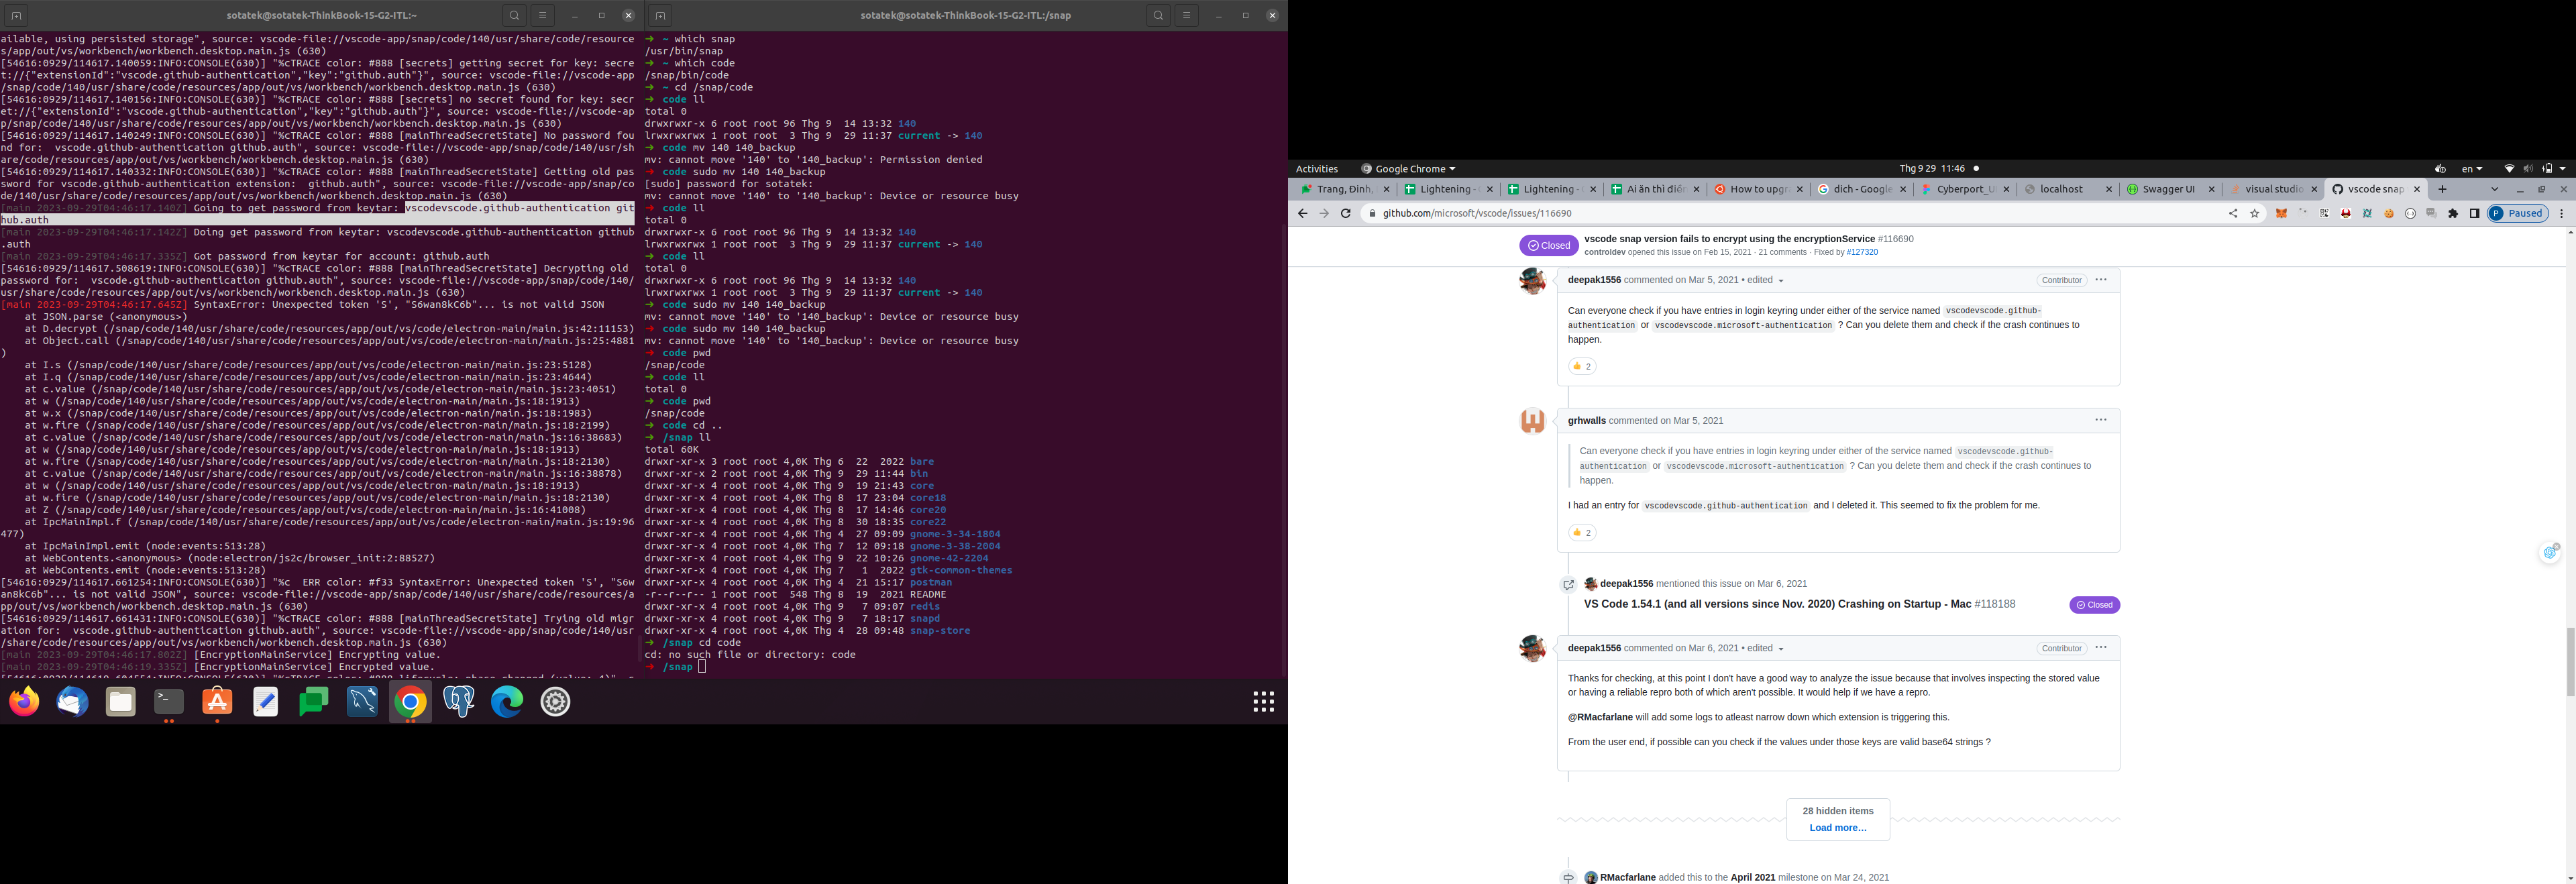 sotatek@sotatek-ThinkBook-15-G2-ITL:~
ailable, using persisted storage", source: vscode-file://vscode-app/snap/code/140/usr/share/code/resource
s/app/out/vs/workbench/workbench.desktop.main.js (630)
[54616:0929/114617.140059:INFO:CONSOLE(630)] "%cTRACE color: #888 [secrets] getting secret for key: secre
t://{"extensionId":"vscode.github-authentication","key":"github.auth"}", source: vscode-file://vscode-app
/snap/code/140/usr/share/code/resources/app/out/vs/workbench/workbench.desktop.main.js (630)
[54616:0929/114617.140156:INFO:CONSOLE(630)] "%cTRACE color: #888 [secrets] no secret found for key: secr
et://{"extensionId":"vscode.github-authentication","key":"github.auth"}", source: vscode-file://vscode-ap
p/snap/code/140/usr/share/code/resources/app/out/vs/workbench/workbench.desktop.main.js (630)
[54616:0929/114617.140249:INFO:CONSOLE(630)] "%cTRACE color: #888 [mainThreadSecretState] No password fou
nd for:  vscode.github-authentication github.auth", source: vscode-file://vscode-app/snap/code/140/usr/sh
are/code/resources/app/out/vs/workbench/workbench.desktop.main.js (630)
[54616:0929/114617.140332:INFO:CONSOLE(630)] "%cTRACE color: #888 [mainThreadSecretState] Getting old pas
sword for vscode.github-authentication extension:  github.auth", source: vscode-file://vscode-app/snap/co
de/140/usr/share/code/resources/app/out/vs/workbench/workbench.desktop.main.js (630)
[main 2023-09-29T04:46:17.140Z] Going to get password from keytar: vscodevscode.github-authentication git
hub.auth
[main 2023-09-29T04:46:17.142Z] Doing get password from keytar: vscodevscode.github-authentication github
.auth
[main 2023-09-29T04:46:17.335Z] Got password from keytar for account: github.auth
[54616:0929/114617.508619:INFO:CONSOLE(630)] "%cTRACE color: #888 [mainThreadSecretState] Decrypting old 
password for:  vscode.github-authentication github.auth", source: vscode-file://vscode-app/snap/code/140/
usr/share/code/resources/app/out/vs/workbench/workbench.desktop.main.js (630)
[main 2023-09-29T04:46:17.645Z] SyntaxError: Unexpected token 'S', "S6wan8kC6b"... is not valid JSON
at JSON.parse (<anonymous>)
at D.decrypt (/snap/code/140/usr/share/code/resources/app/out/vs/code/electron-main/main.js:42:11153)
at Object.call (/snap/code/140/usr/share/code/resources/app/out/vs/code/electron-main/main.js:25:4881
)
at I.s (/snap/code/140/usr/share/code/resources/app/out/vs/code/electron-main/main.js:23:5128)
at I.q (/snap/code/140/usr/share/code/resources/app/out/vs/code/electron-main/main.js:23:4644)
at c.value (/snap/code/140/usr/share/code/resources/app/out/vs/code/electron-main/main.js:23:4051)
at w (/snap/code/140/usr/share/code/resources/app/out/vs/code/electron-main/main.js:18:1913)
at w.x (/snap/code/140/usr/share/code/resources/app/out/vs/code/electron-main/main.js:18:1983)
at w.fire (/snap/code/140/usr/share/code/resources/app/out/vs/code/electron-main/main.js:18:2199)
at c.value (/snap/code/140/usr/share/code/resources/app/out/vs/code/electron-main/main.js:16:38683)
at w (/snap/code/140/usr/share/code/resources/app/out/vs/code/electron-main/main.js:18:1913)
at w.fire (/snap/code/140/usr/share/code/resources/app/out/vs/code/electron-main/main.js:18:2130)
at c.value (/snap/code/140/usr/share/code/resources/app/out/vs/code/electron-main/main.js:16:38878)
at w (/snap/code/140/usr/share/code/resources/app/out/vs/code/electron-main/main.js:18:1913)
at w.fire (/snap/code/140/usr/share/code/resources/app/out/vs/code/electron-main/main.js:18:2130)
at Z (/snap/code/140/usr/share/code/resources/app/out/vs/code/electron-main/main.js:16:41008)
at IpcMainImpl.f (/snap/code/140/usr/share/code/resources/app/out/vs/code/electron-main/main.js:19:96
477)
at IpcMainImpl.emit (node:events:513:28)
at WebContents.<anonymous> (node:electron/js2c/browser_init:2:88527)
at WebContents.emit (node:events:513:28)
[54616:0929/114617.661254:INFO:CONSOLE(630)] "%c  ERR color: #f33 SyntaxError: Unexpected token 'S', "S6w
an8kC6b"... is not valid JSON", source: vscode-file://vscode-app/snap/code/140/usr/share/code/resources/a
pp/out/vs/workbench/workbench.desktop.main.js (630)
[54616:0929/114617.661431:INFO:CONSOLE(630)] "%cTRACE color: #888 [mainThreadSecretState] Trying old migr
ation for:  vscode.github-authentication github.auth", source: vscode-file://vscode-app/snap/code/140/usr
/share/code/resources/app/out/vs/workbench/workbench.desktop.main.js (630)
[main 2023-09-29T04:46:17.802Z] [EncryptionMainService] Encrypting value.
[main 2023-09-29T04:46:19.335Z] [EncryptionMainService] Encrypted value.
sotatek@sotatek-ThinkBook-15-G2-ITL:/snap
➜ ~ which snap
/usr/bin/snap
➜ ~ which code
/snap/bin/code
➜ ~ cd /snap/code
➜ code ll
total 0
drwxrwxr-x 6 root root 96 Thg 9  14 13:32 140
lrwxrwxrwx 1 root root  3 Thg 9  29 11:37 current -> 140
➜ code mv 140 140_backup
mv: cannot move '140' to '140_backup': Permission denied
➜ code sudo mv 140 140_backup
[sudo] password for sotatek:
mv: cannot move '140' to '140_backup': Device or resource busy
➜ code ll
total 0
drwxrwxr-x 6 root root 96 Thg 9  14 13:32 140
lrwxrwxrwx 1 root root  3 Thg 9  29 11:37 current -> 140
➜ code ll
total 0
drwxrwxr-x 6 root root 96 Thg 9  14 13:32 140
lrwxrwxrwx 1 root root  3 Thg 9  29 11:37 current -> 140
➜ code sudo mv 140 140_backup
mv: cannot move '140' to '140_backup': Device or resource busy
➜ code sudo mv 140 140_backup
mv: cannot move '140' to '140_backup': Device or resource busy
➜ code pwd
/snap/code
➜ code ll
total 0
➜ code pwd
/snap/code
➜ code cd ..
➜ /snap ll
total 60K
drwxr-xr-x 3 root root 4,0K Thg 6  22  2022 bare
drwxr-xr-x 2 root root 4,0K Thg 9  29 11:44 bin
drwxr-xr-x 4 root root 4,0K Thg 9  19 21:43 core
drwxr-xr-x 4 root root 4,0K Thg 8  17 23:04 core18
drwxr-xr-x 4 root root 4,0K Thg 8  17 14:46 core20
drwxr-xr-x 4 root root 4,0K Thg 8  30 18:35 core22
drwxr-xr-x 4 root root 4,0K Thg 4  27 09:09 gnome-3-34-1804
drwxr-xr-x 4 root root 4,0K Thg 7  12 09:18 gnome-3-38-2004
drwxr-xr-x 4 root root 4,0K Thg 9  22 10:26 gnome-42-2204
drwxr-xr-x 4 root root 4,0K Thg 7   1  2022 gtk-common-themes
drwxr-xr-x 4 root root 4,0K Thg 4  21 15:17 postman
-r--r--r-- 1 root root  548 Thg 8  19  2021 README
drwxr-xr-x 4 root root 4,0K Thg 9   7 09:07 redis
drwxr-xr-x 4 root root 4,0K Thg 9   7 18:17 snapd
drwxr-xr-x 4 root root 4,0K Thg 4  28 09:48 snap-store
➜ /snap cd code
cd: no such file or directory: code
➜ /snap
Activities Google Chrome Thg 9 29 11:46 en
Trang, Đinh, Lightening - Lightening - Ai ăn thì điền How to upgr dich - Google Cyberport_U localhost Swagger UI visual studio vscode snap
github.com/microsoft/vscode/issues/116690 P Paused
Closed vscode snap version fails to encrypt using the encryptionService #116690
controldev opened this issue on Feb 15, 2021 · 21 comments · Fixed by #127320
deepak1556 commented on Mar 5, 2021 • edited Contributor
Can everyone check if you have entries in login keyring under either of the service named vscodevscode.github-
authentication or vscodevscode.microsoft-authentication ? Can you delete them and check if the crash continues to
happen.
👍 2
grhwalls commented on Mar 5, 2021
Can everyone check if you have entries in login keyring under either of the service named vscodevscode.github-
authentication or vscodevscode.microsoft-authentication ? Can you delete them and check if the crash continues to
happen.
I had an entry for vscodevscode.github-authentication and I deleted it. This seemed to fix the problem for me.
👍 2
deepak1556 mentioned this issue on Mar 6, 2021
VS Code 1.54.1 (and all versions since Nov. 2020) Crashing on Startup - Mac #118188 Closed
deepak1556 commented on Mar 6, 2021 • edited Contributor
Thanks for checking, at this point I don't have a good way to analyze the issue because that involves inspecting the stored value
or having a reliable repro both of which aren't possible. It would help if we have a repro.
@RMacfarlane will add some logs to atleast narrow down which extension is triggering this.
From the user end, if possible can you check if the values under those keys are valid base64 strings ?
28 hidden items
Load more…
RMacfarlane added this to the April 2021 milestone on Mar 24, 2021